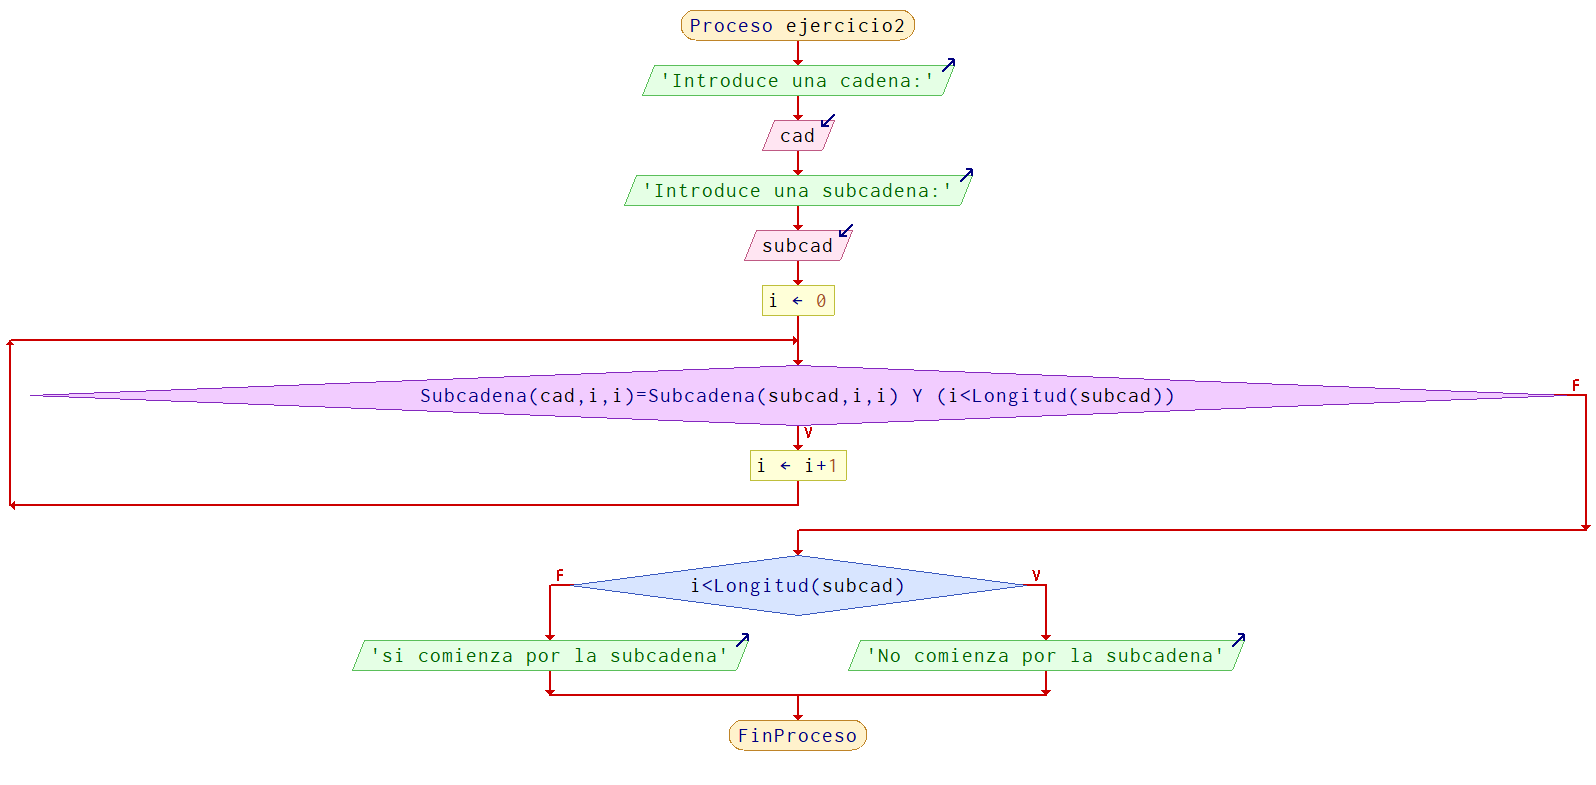 Proceso ejercicio2
'Introduce una cadena:'
cad
'Introduce una subcadena:'
subcad
i ← 0
Subcadena(cad,i,i)=Subcadena(subcad,i,i) Y (i<Longitud(subcad))
F
V
i ← i+1
F
i<Longitud(subcad)
V
'si comienza por la subcadena'
'No comienza por la subcadena'
FinProceso